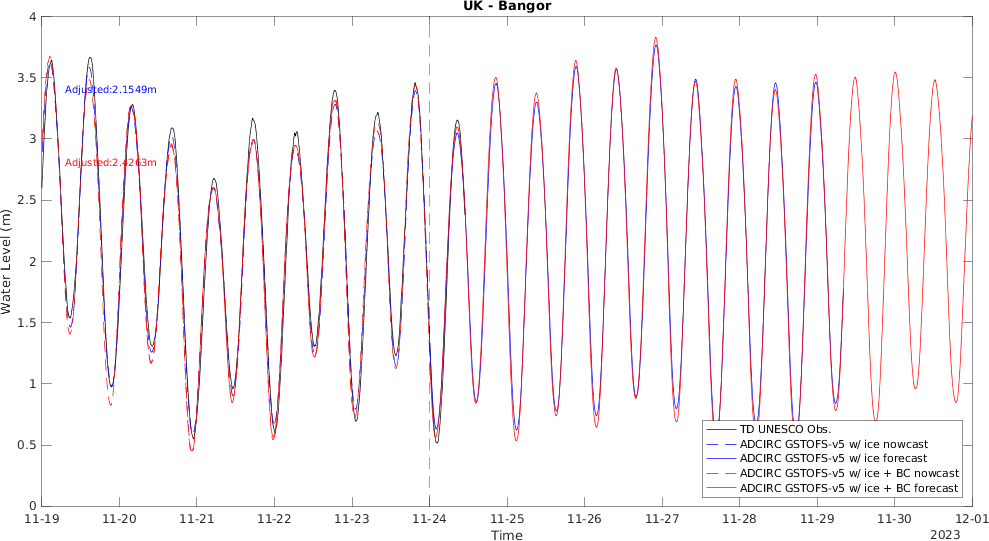 UK - Bangor
4
3.5
3
2.5
2
1.5
1
0.5
0
Water Level (m)
Adjusted:2.1549m
Adjusted:2.4263m
TD UNESCO Obs.
ADCIRC GSTOFS-v5 w/ ice nowcast
ADCIRC GSTOFS-v5 w/ ice forecast
ADCIRC GSTOFS-v5 w/ ice + BC nowcast
ADCIRC GSTOFS-v5 w/ ice + BC forecast
11-19 11-20 11-21 11-22 11-23 11-24 11-25 11-26 11-27 11-28 11-29 11-30 12-01
Time
2023